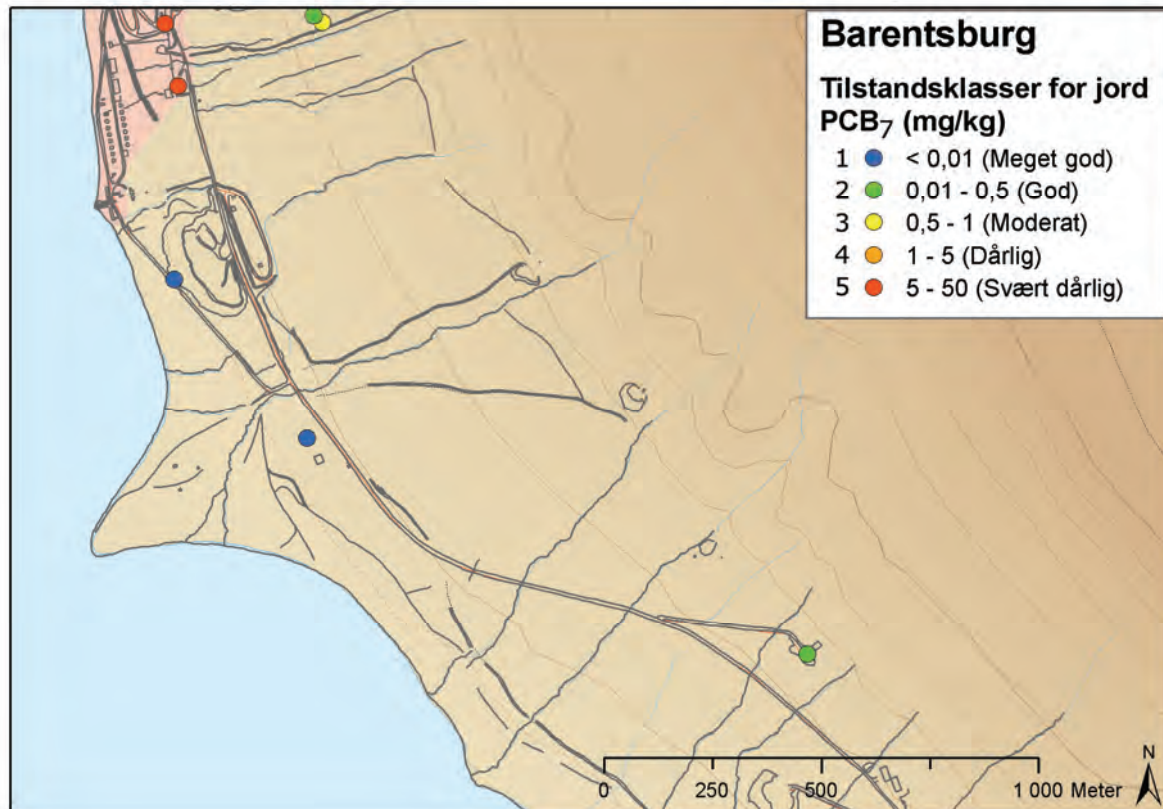 Barentsburg
Tilstandsklasser for jord
PCB7 (mg/kg)
1 < 0,01 (Meget god)
2 0,01 - 0,5 (God)
3 0,5 - 1 (Moderat)
4 1 - 5 (Dårlig)
5 5 - 50 (Svært dårlig)
N
0 250 500 1 000 Meter